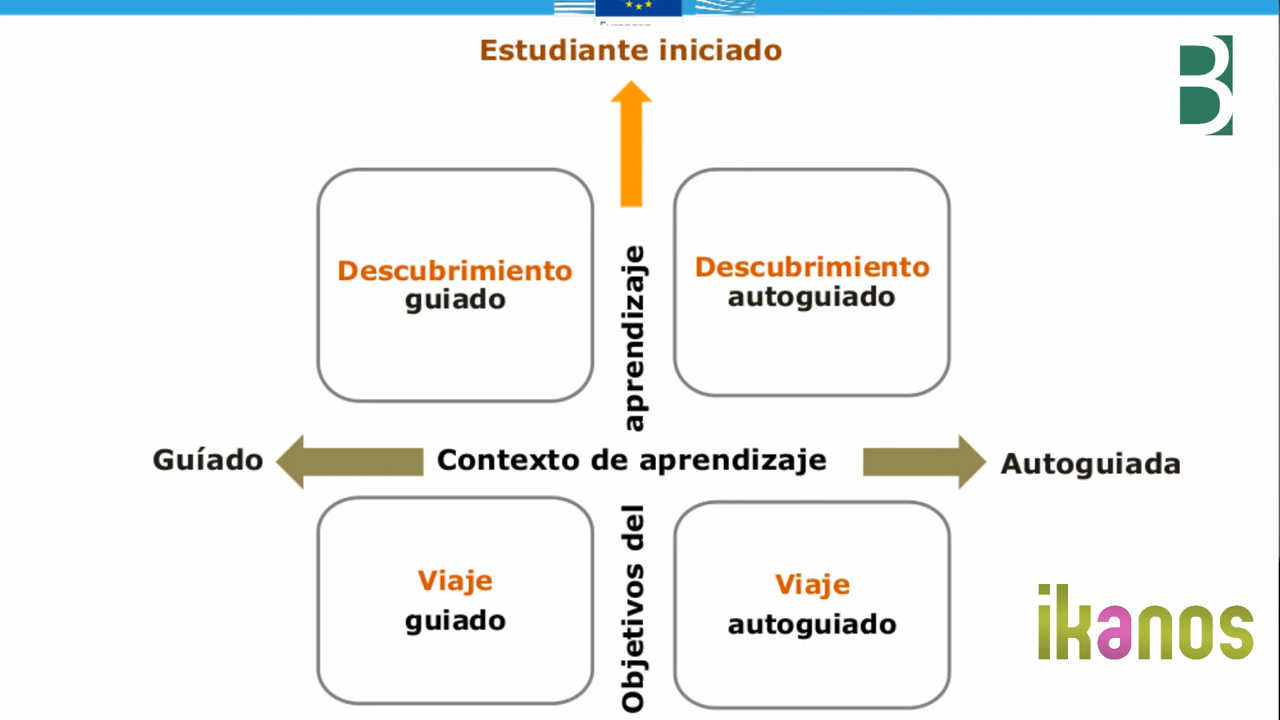 Estudiante iniciado
B
Descubrimiento
guiado
Descubrimiento
autoguiado
Objetivos del aprendizaje
Guíado
Contexto de aprendizaje
Autoguiada
Viaje
guiado
Viaje
autoguiado
ikanos